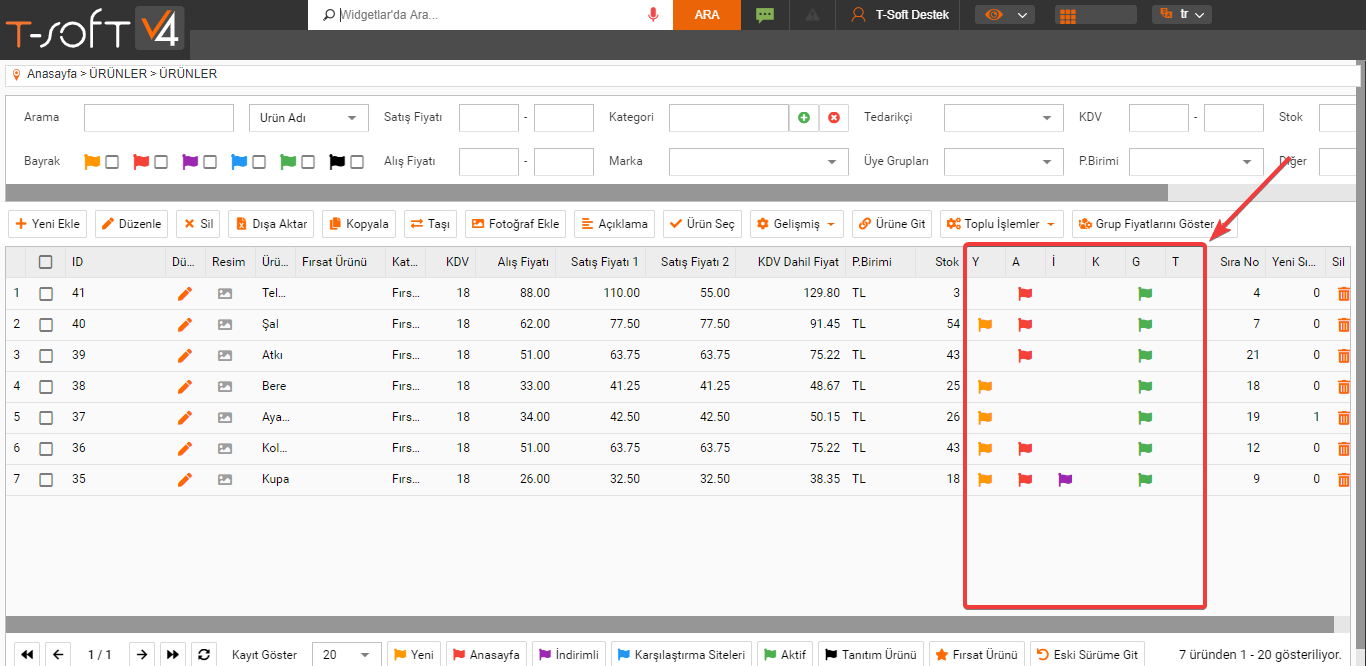 T-SOFT V4 Widgetlar'da Ara... ARA T-Soft Destek tr
Anasayfa > ÜRÜNLER > ÜRÜNLER
Arama Ürün Adı Satış Fiyatı - Kategori Tedarikçi KDV - Stok
Bayrak Alış Fiyatı - Marka Üye Grupları P.Birimi Diğer
Yeni Ekle Düzenle Sil Dışa Aktar Kopyala Taşı Fotoğraf Ekle Açıklama Ürün Seç Gelişmiş Ürüne Git Toplu İşlemler Grup Fiyatlarını Göster
ID Dü... Resim Ürü... Fırsat Ürünü Kat... KDV Alış Fiyatı Satış Fiyatı 1 Satış Fiyatı 2 KDV Dahil Fiyat P.Birimi Stok Y A İ K G T Sıra No Yeni Sı... Sil
1 41 Tel... Fırs... 18 88.00 110.00 55.00 129.80 TL 3 4 0
2 40 Şal Fırs... 18 62.00 77.50 77.50 91.45 TL 54 7 0
3 39 Atkı Fırs... 18 51.00 63.75 63.75 75.22 TL 43 21 0
4 38 Bere Fırs... 18 33.00 41.25 41.25 48.67 TL 25 18 0
5 37 Aya... Fırs... 18 34.00 42.50 42.50 50.15 TL 26 19 1
6 36 Kol... Fırs... 18 51.00 63.75 63.75 75.22 TL 43 12 0
7 35 Kupa Fırs... 18 26.00 32.50 32.50 38.35 TL 18 9 0
1 / 1 Kayıt Göster 20 Yeni Anasayfa İndirimli Karşılaştırma Siteleri Aktif Tanıtım Ürünü Fırsat Ürünü Eski Sürüme Git 7 üründen 1 - 20 gösteriliyor.